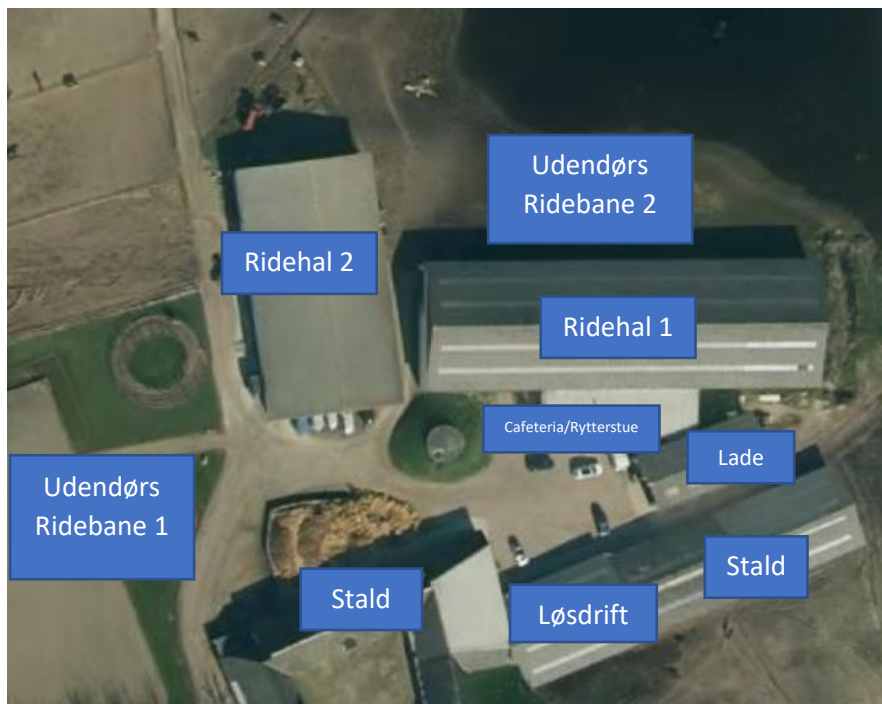 Udendørs
Ridebane 2
Ridehal 2
Ridehal 1
Cafeteria/Rytterstue
Lade
Udendørs
Ridebane 1
Stald
Stald
Løsdrift